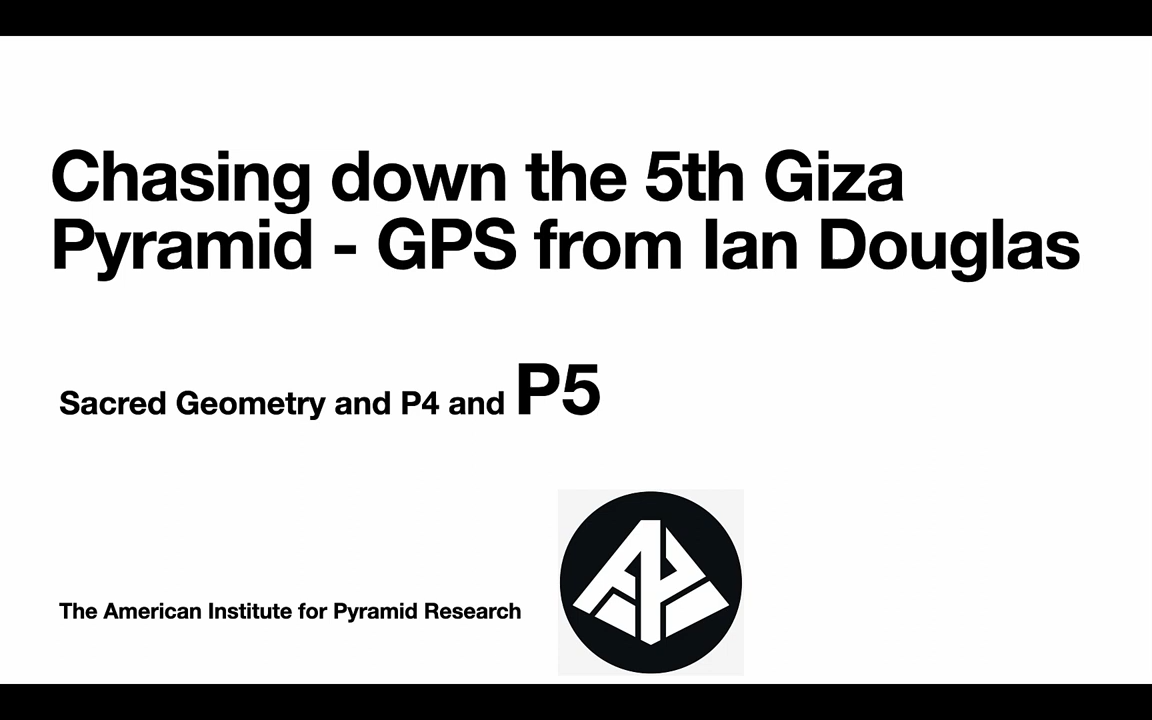 Chasing down the 5th Giza
Pyramid - GPS from Ian Douglas
Sacred Geometry and P4 and P5
The American Institute for Pyramid Research